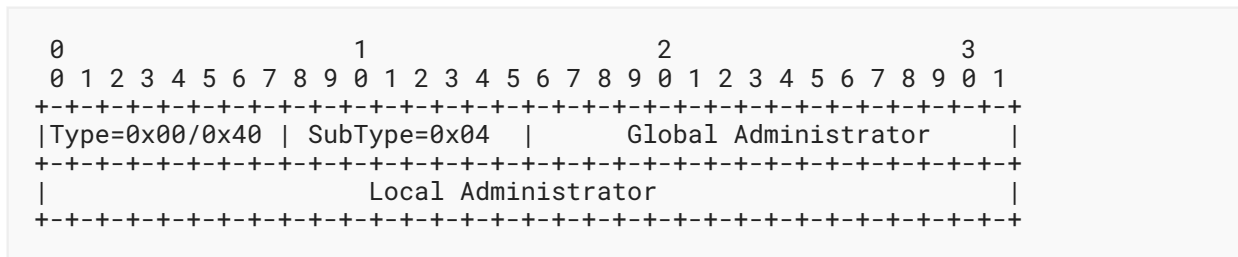 0                   1                   2                   3
 0 1 2 3 4 5 6 7 8 9 0 1 2 3 4 5 6 7 8 9 0 1 2 3 4 5 6 7 8 9 0 1
+-+-+-+-+-+-+-+-+-+-+-+-+-+-+-+-+-+-+-+-+-+-+-+-+-+-+-+-+-+-+-+-+
|Type=0x00/0x40 | SubType=0x04  |      Global Administrator     |
+-+-+-+-+-+-+-+-+-+-+-+-+-+-+-+-+-+-+-+-+-+-+-+-+-+-+-+-+-+-+-+-+
|                     Local Administrator                       |
+-+-+-+-+-+-+-+-+-+-+-+-+-+-+-+-+-+-+-+-+-+-+-+-+-+-+-+-+-+-+-+-+